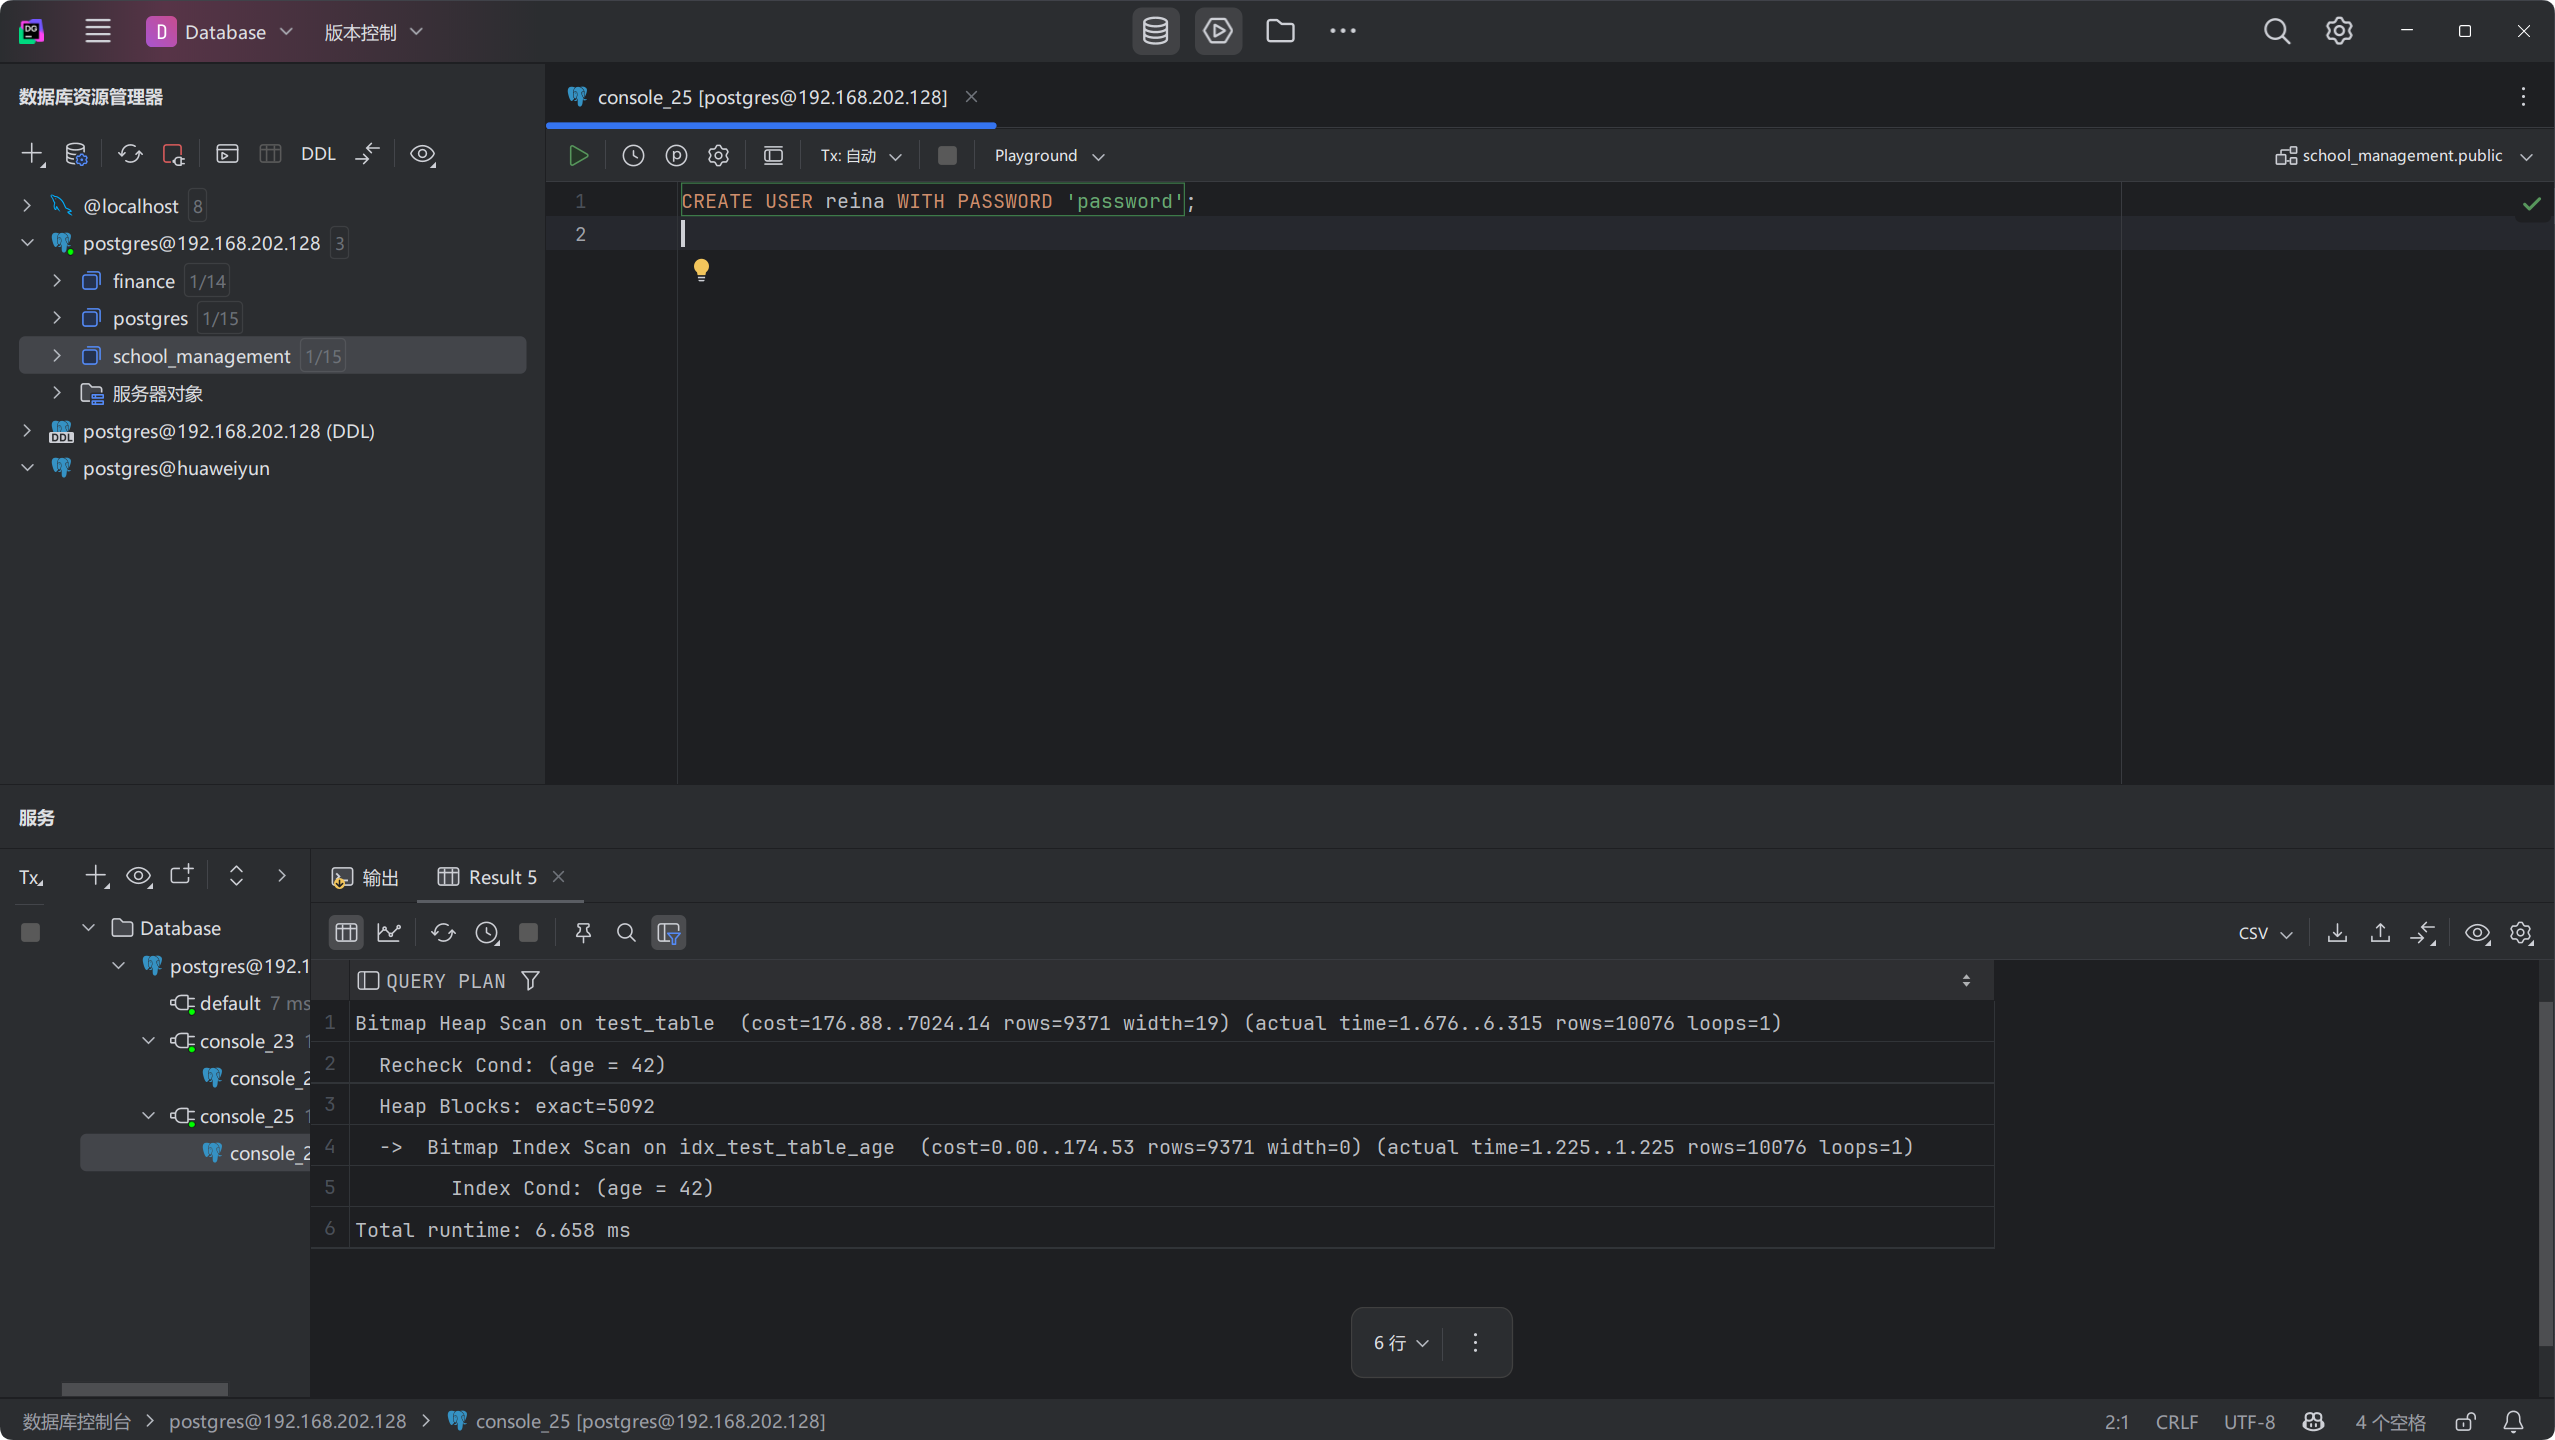 DG
D Database
版本控制
数据库资源管理器
DDL
@localhost 8
postgres@192.168.202.128 3
finance 1/14
postgres 1/15
school_management 1/15
服务器对象
DDL postgres@192.168.202.128 (DDL)
postgres@huaweiyun
console_25 [postgres@192.168.202.128]
Tx: 自动
Playground
school_management.public
1 CREATE USER reina WITH PASSWORD 'password';
2
服务
Tx
Database
postgres@192.1
default 7 ms
console_23 1
console_2
console_25 1
console_2
输出
Result 5
CSV
QUERY PLAN
1 Bitmap Heap Scan on test_table (cost=176.88..7024.14 rows=9371 width=19) (actual time=1.676..6.315 rows=10076 loops=1)
2 Recheck Cond: (age = 42)
3 Heap Blocks: exact=5092
4 -> Bitmap Index Scan on idx_test_table_age (cost=0.00..174.53 rows=9371 width=0) (actual time=1.225..1.225 rows=10076 loops=1)
5 Index Cond: (age = 42)
6 Total runtime: 6.658 ms
6 行
数据库控制台 > postgres@192.168.202.128 > console_25 [postgres@192.168.202.128]
2:1 CRLF UTF-8 4 个空格